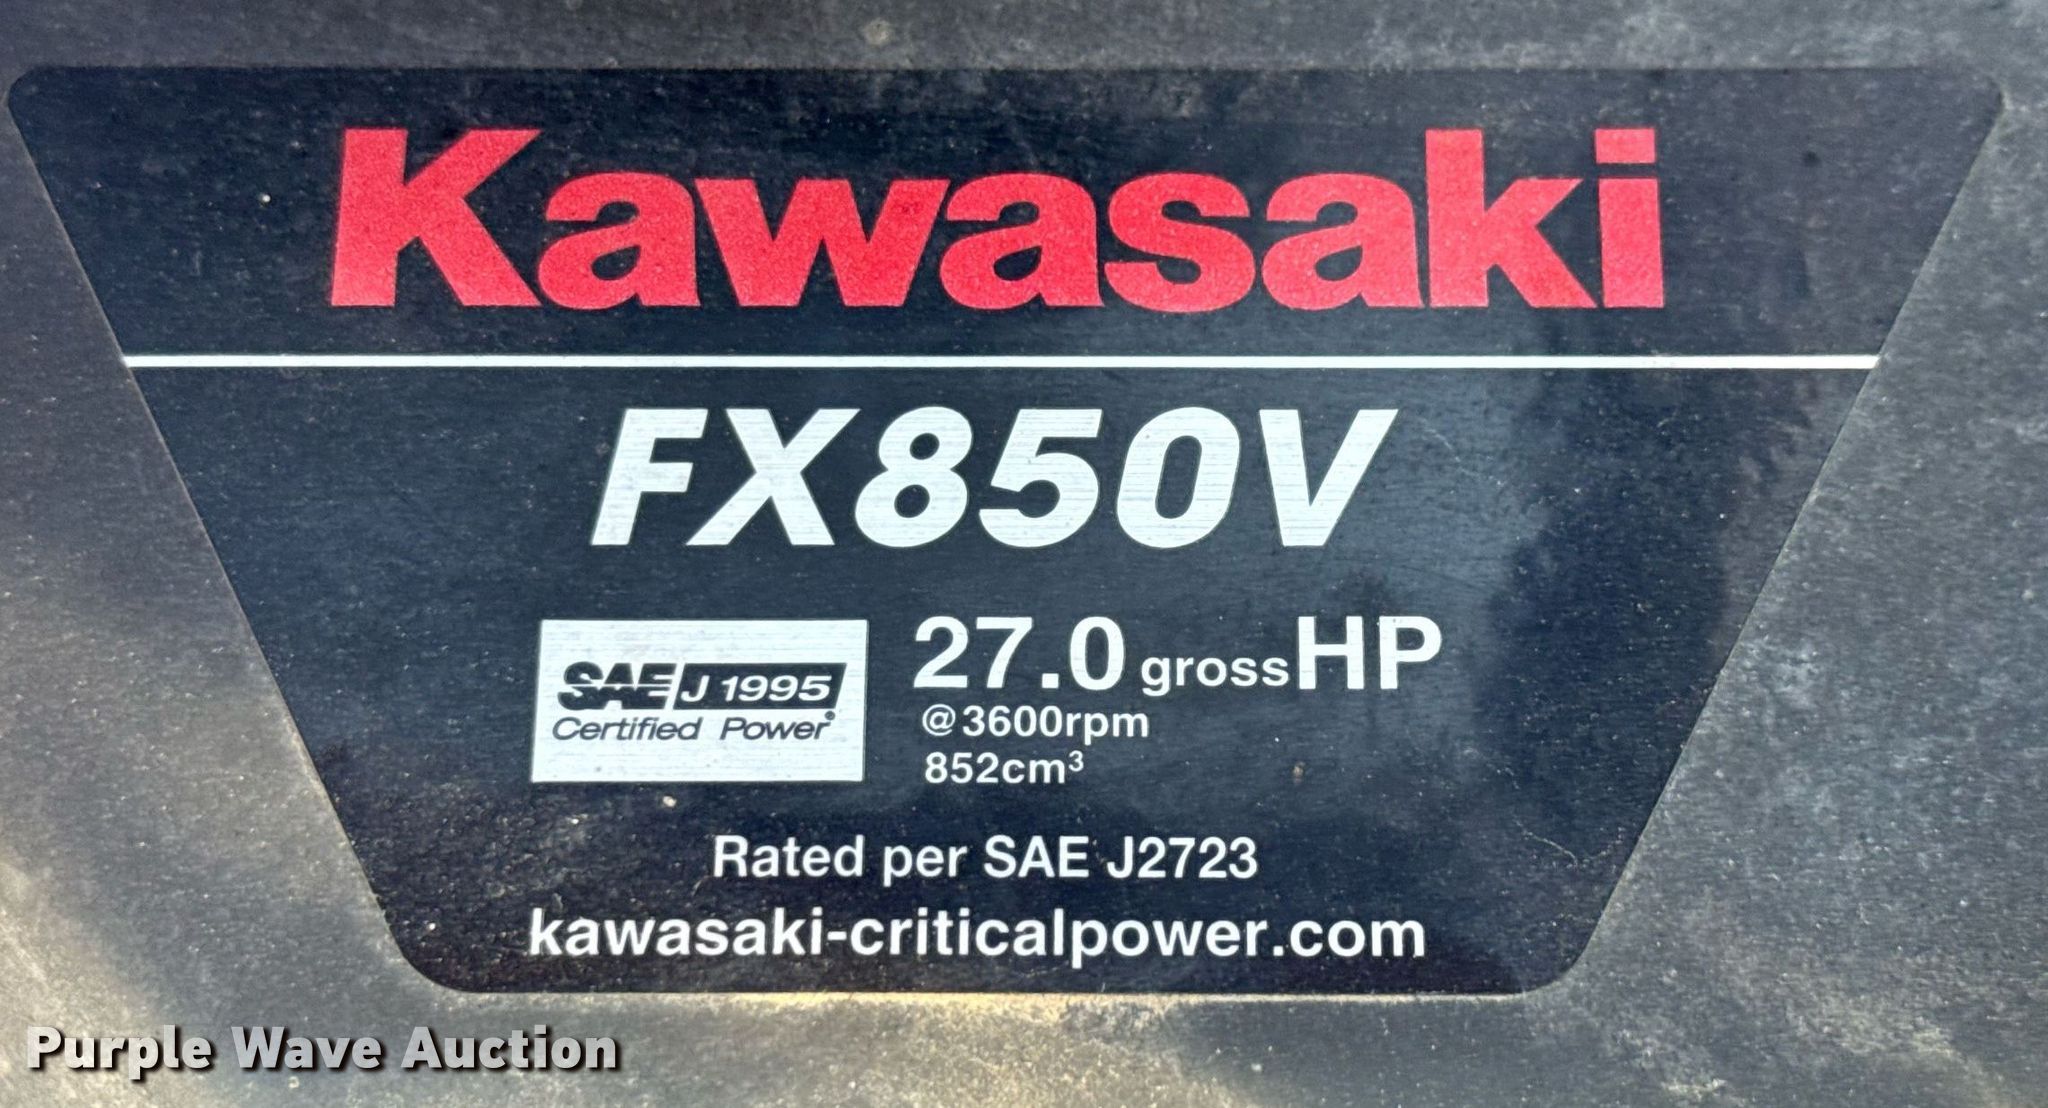 Kawasaki
FX850V
SAE J1995
Certified Power®
27.0 gross HP
@3600rpm
852cm³
Rated per SAE J2723
kawasaki-criticalpower.com
Purple Wave Auction